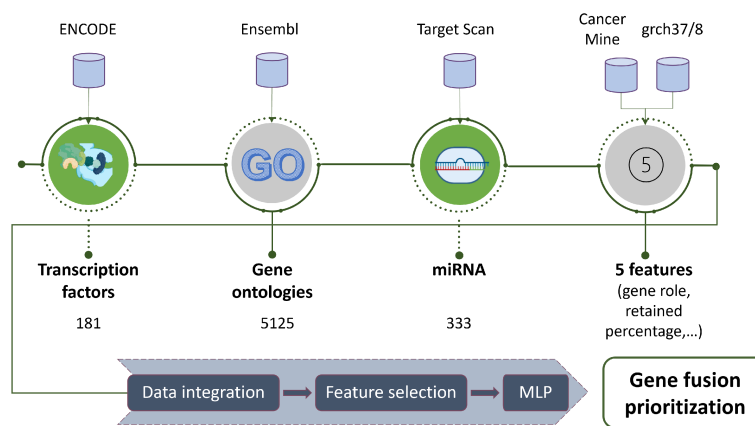 ENCODE
Ensembl
Target Scan
Cancer
Mine
grch37/8
GO
5
Transcription
factors
181
Gene
ontologies
5125
miRNA
333
5 features
(gene role,
retained
percentage,...)
Data integration
Feature selection
MLP
Gene fusion
prioritization